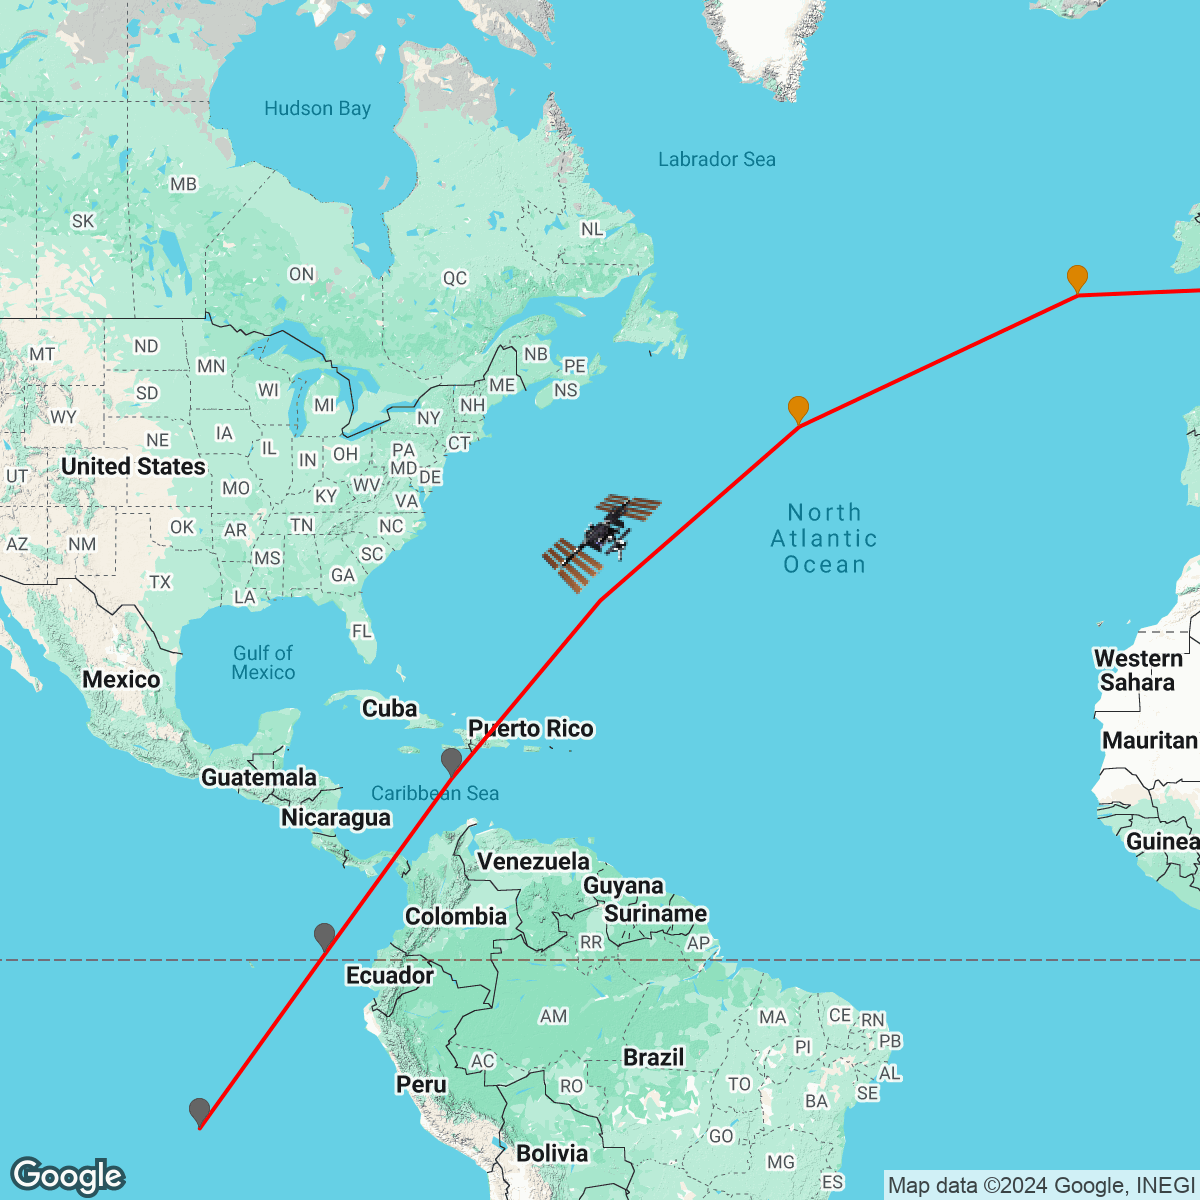 Hudson Bay
Labrador Sea
MB
SK
NL
ON
QC
MT
ND
MN
NB
PE
ME
NS
SD
WI
MI
NH
WY
NY
IA
NE
IL
IN
OH
PA
CT
United States
MD
UT
MO
KY
WV
DE
VA
OK
AR
TN
NC
North
Atlantic
Ocean
AZ
NM
MS
SC
TX
GA
LA
FL
Gulf of
Mexico
Western
Sahara
Mexico
Cuba
Puerto Rico
Mauritan
Guatemala
Caribbean Sea
Nicaragua
Guinea
Venezuela
Guyana
Suriname
Colombia
RR
AP
Ecuador
AM
MA
CE
RN
PB
PI
Brazil
AC
AL
Peru
RO
TO
SE
BA
GO
Bolivia
MG
ES
Google
Map data ©2024 Google, INEGI